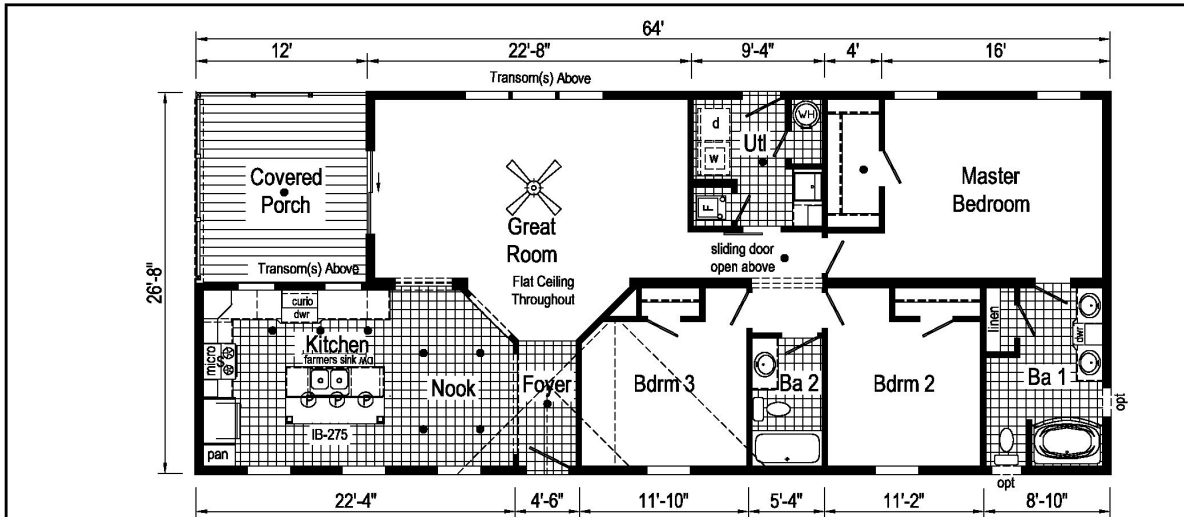 64'
12'
22'-8"
9'-4"
4'
16'
Transom(s) Above
26'-8"
d
w
Utl
WH
F
Covered
Porch
Great
Room
Flat Ceiling
Throughout
Master
Bedroom
sliding door
open above
Transom(s) Above
curio
dwr
Kitchen
farmers sink
micro
Nook
Foyer
Bdrm 3
Ba 2
Bdrm 2
linen
dwr
Ba 1
opt
P P P
IB-275
pan
opt
22'-4"
4'-6"
11'-10"
5'-4"
11'-2"
8'-10"